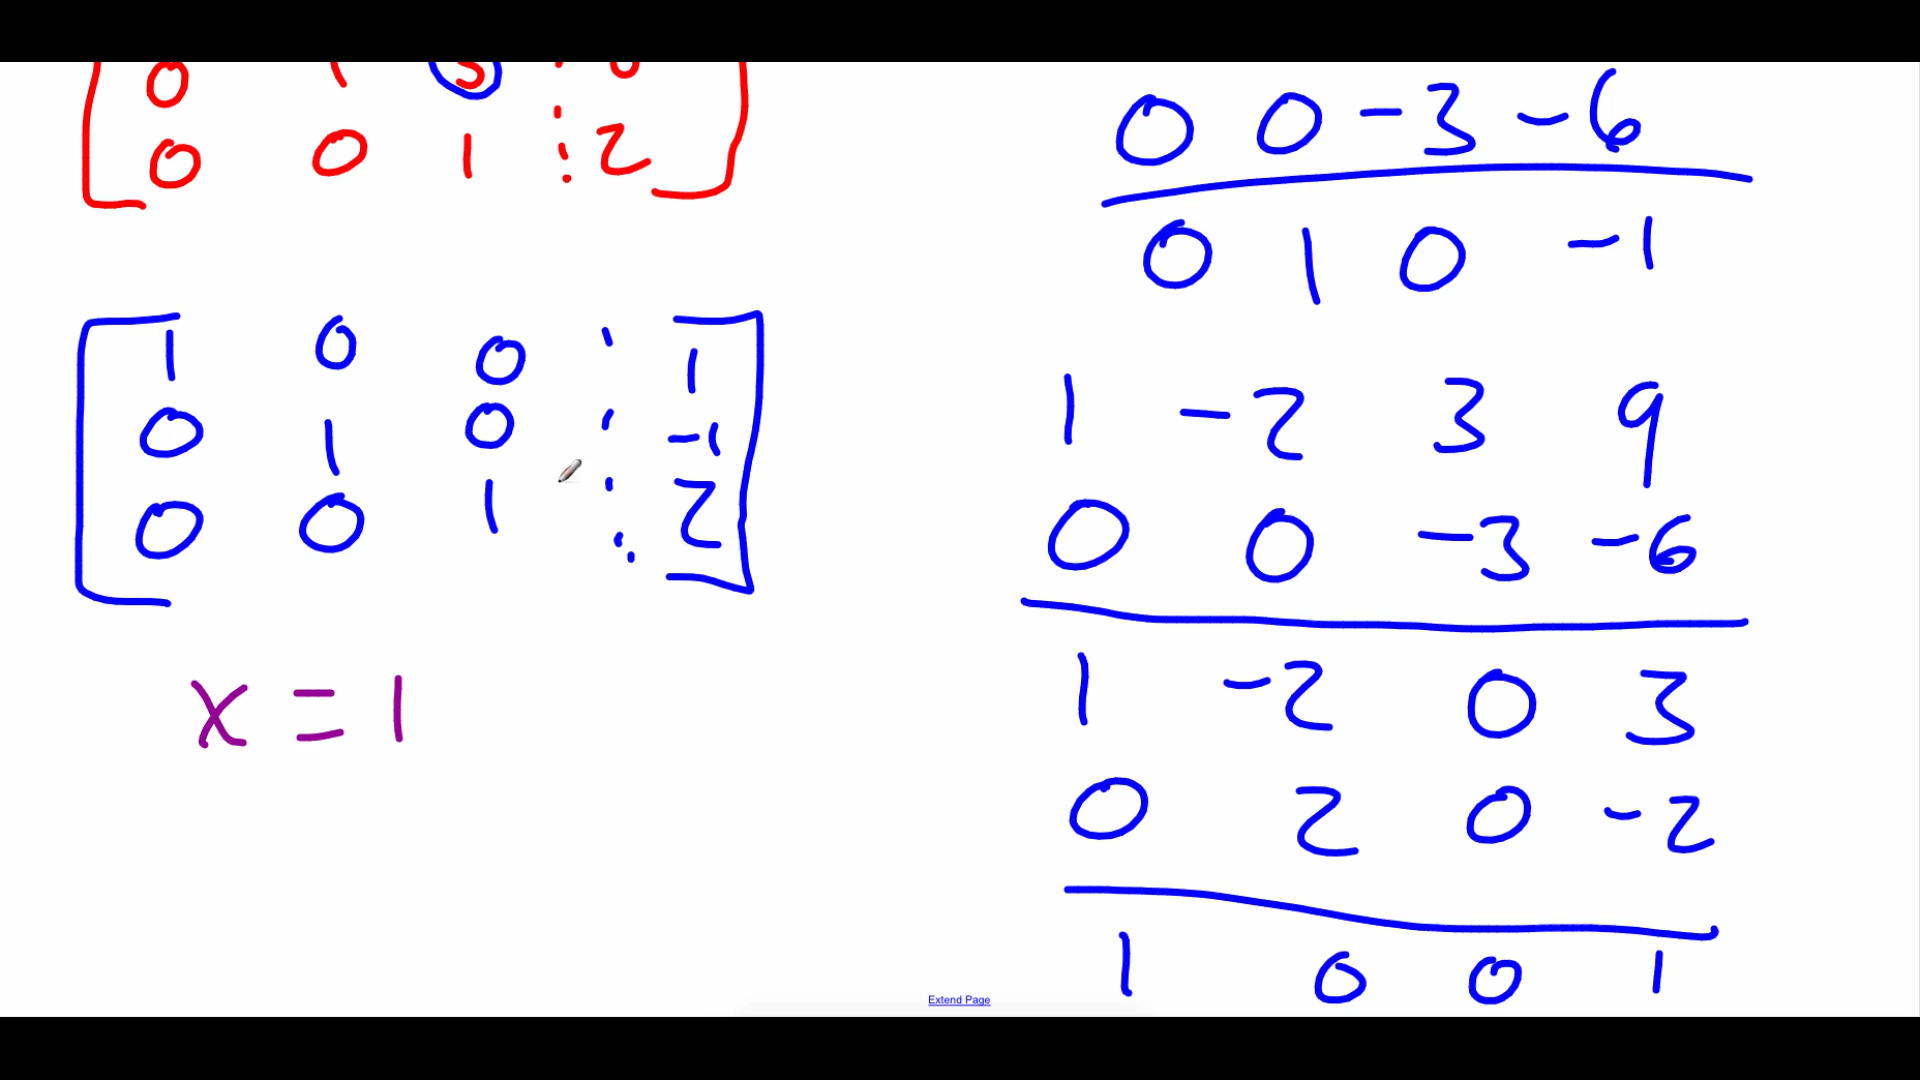 0 0 1 : 2
1 0 0 : 1
0 1 0 : -1
0 0 1 : 2
x = 1
0 0 -3 -6
0 1 0 -1
1 -2 3 9
0 0 -3 -6
1 -2 0 3
0 2 0 -2
1 0 0 1
Extend Page